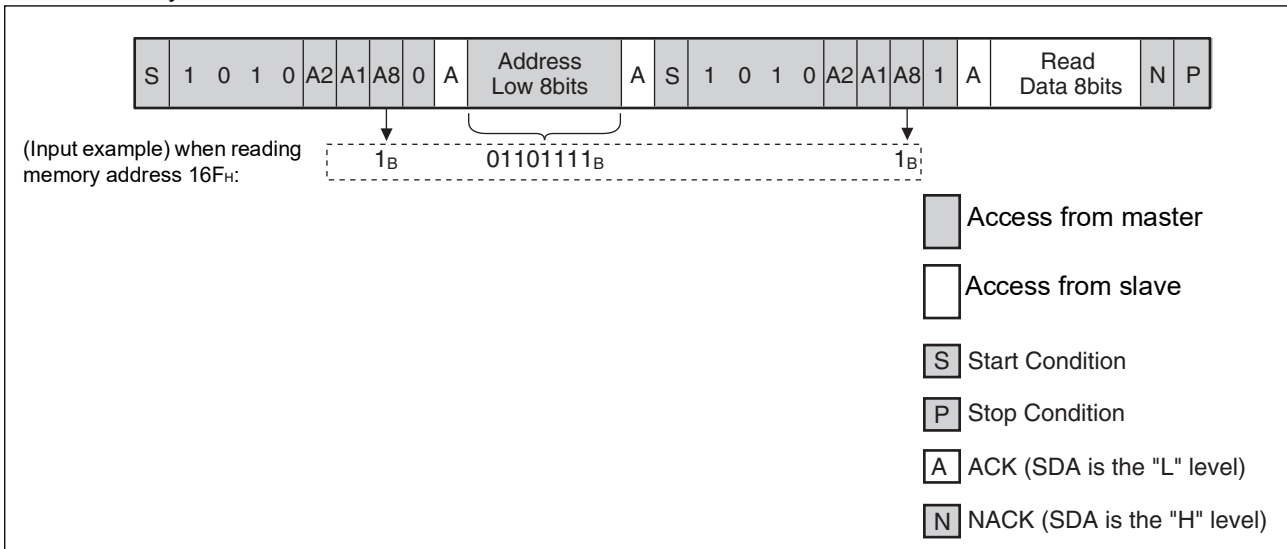 S 1 0 1 0 A2 A1 A8 0 A Address Low 8bits A S 1 0 1 0 A2 A1 A8 1 A Read Data 8bits N P
(Input example) when reading
memory address 16FH:
1B 01101111B 1B
Access from master
Access from slave
S Start Condition
P Stop Condition
A ACK (SDA is the "L" level)
N NACK (SDA is the "H" level)